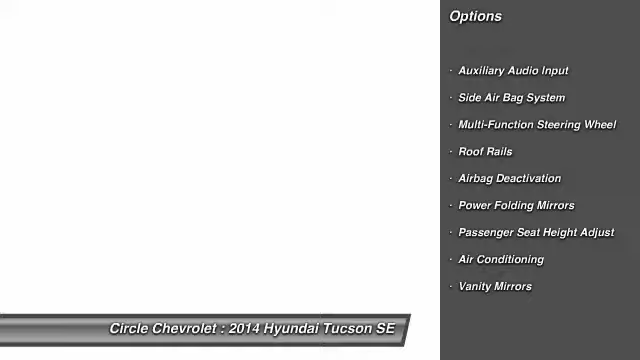 Options
· Auxiliary Audio Input
· Side Air Bag System
· Multi-Function Steering Wheel
· Roof Rails
· Airbag Deactivation
· Power Folding Mirrors
· Passenger Seat Height Adjust
· Air Conditioning
· Vanity Mirrors
Circle Chevrolet : 2014 Hyundai Tucson SE